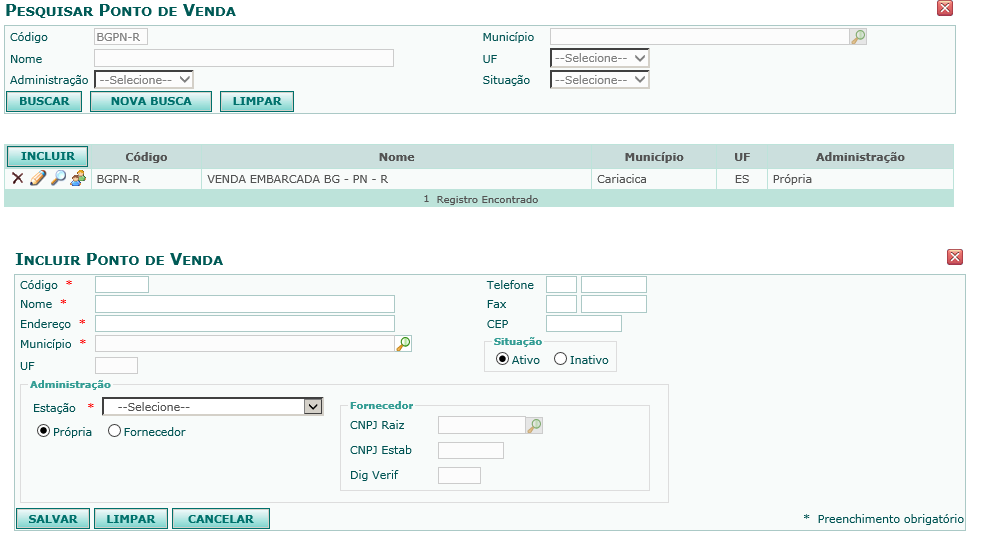 PESQUISAR PONTO DE VENDA
Código BGPN-R Município
Nome UF --Selecione--
Administração --Selecione-- Situação --Selecione--
BUSCAR NOVA BUSCA LIMPAR
INCLUIR Código Nome Município UF Administração
BGPN-R VENDA EMBARCADA BG - PN - R Cariacica ES Própria
1 Registro Encontrado
INCLUIR PONTO DE VENDA
Código * Telefone
Nome * Fax
Endereço * CEP
Município * Situação
UF Ativo Inativo
Administração
Estação * --Selecione-- Fornecedor
Própria Fornecedor CNPJ Raiz
CNPJ Estab
Dig Verif
SALVAR LIMPAR CANCELAR * Preenchimento obrigatório